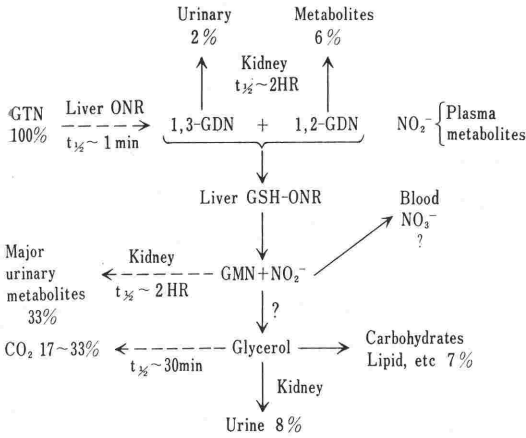 Urinary
2%
Metabolites
6%
Kidney
t½~2HR
GTN
100%
Liver ONR
t½~ 1 min
1,3-GDN + 1,2-GDN
NO₂⁻
Plasma
metabolites
Liver GSH-ONR
Blood
NO₃⁻
?
Major
urinary
metabolites
33%
Kidney
t½~ 2 HR
GMN+NO₂⁻
?
CO₂ 17~33%
t½~30min
Glycerol
Carbohydrates
Lipid, etc 7%
Kidney
Urine 8%